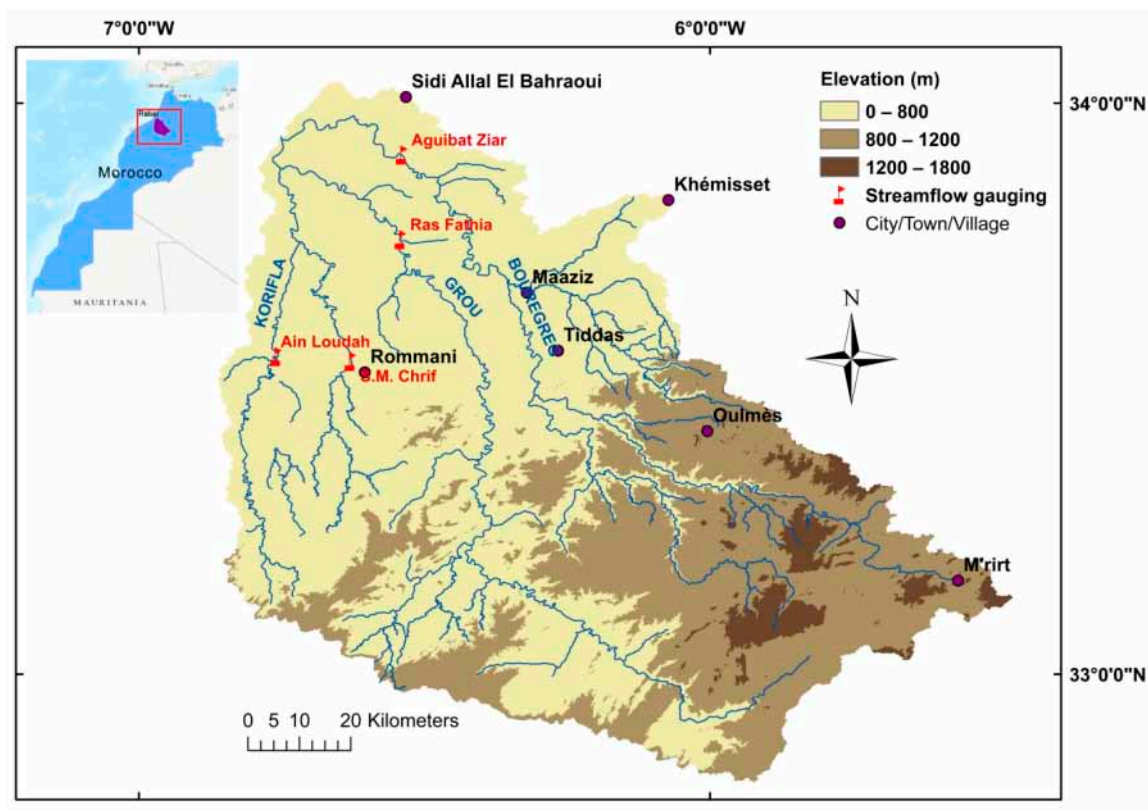 7°0'0"W
6°0'0"W
Sidi Allal El Bahraoui
Elevation (m)
0 – 800
800 – 1200
1200 – 1800
Streamflow gauging
City/Town/Village
34°0'0"N
Rabat
Morocco
MAURITANIA
Aguibat Ziar
Khémisset
Ras Fathia
KORIFLA
GROU
BOUREGREG
Maaziz
N
Ain Loudah
Rommani
S.M. Chrif
Tiddas
Oulmès
M'rirt
33°0'0"N
0 5 10 20 Kilometers